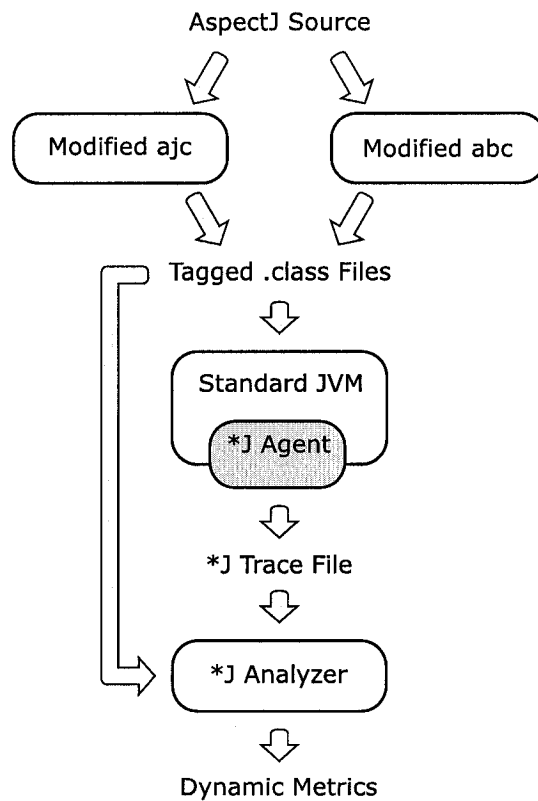 AspectJ Source
Modified ajc
Modified abc
Tagged .class Files
Standard JVM
*J Agent
*J Trace File
*J Analyzer
Dynamic Metrics